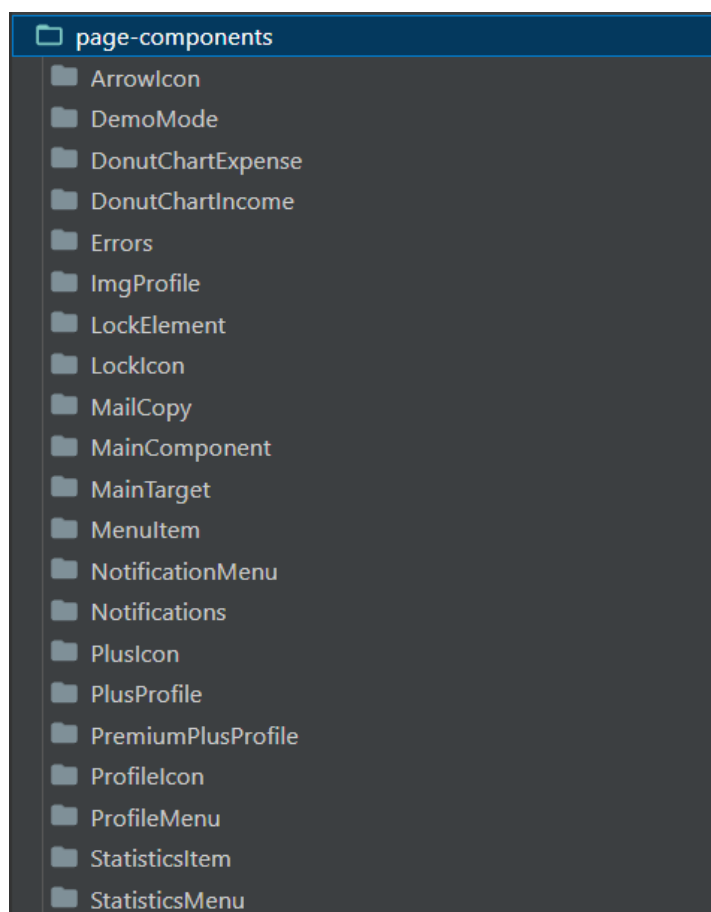 page-components
ArrowIcon
DemoMode
DonutChartExpense
DonutChartIncome
Errors
ImgProfile
LockElement
LockIcon
MailCopy
MainComponent
MainTarget
MenuItem
NotificationMenu
Notifications
PlusIcon
PlusProfile
PremiumPlusProfile
ProfileIcon
ProfileMenu
StatisticsItem
StatisticsMenu